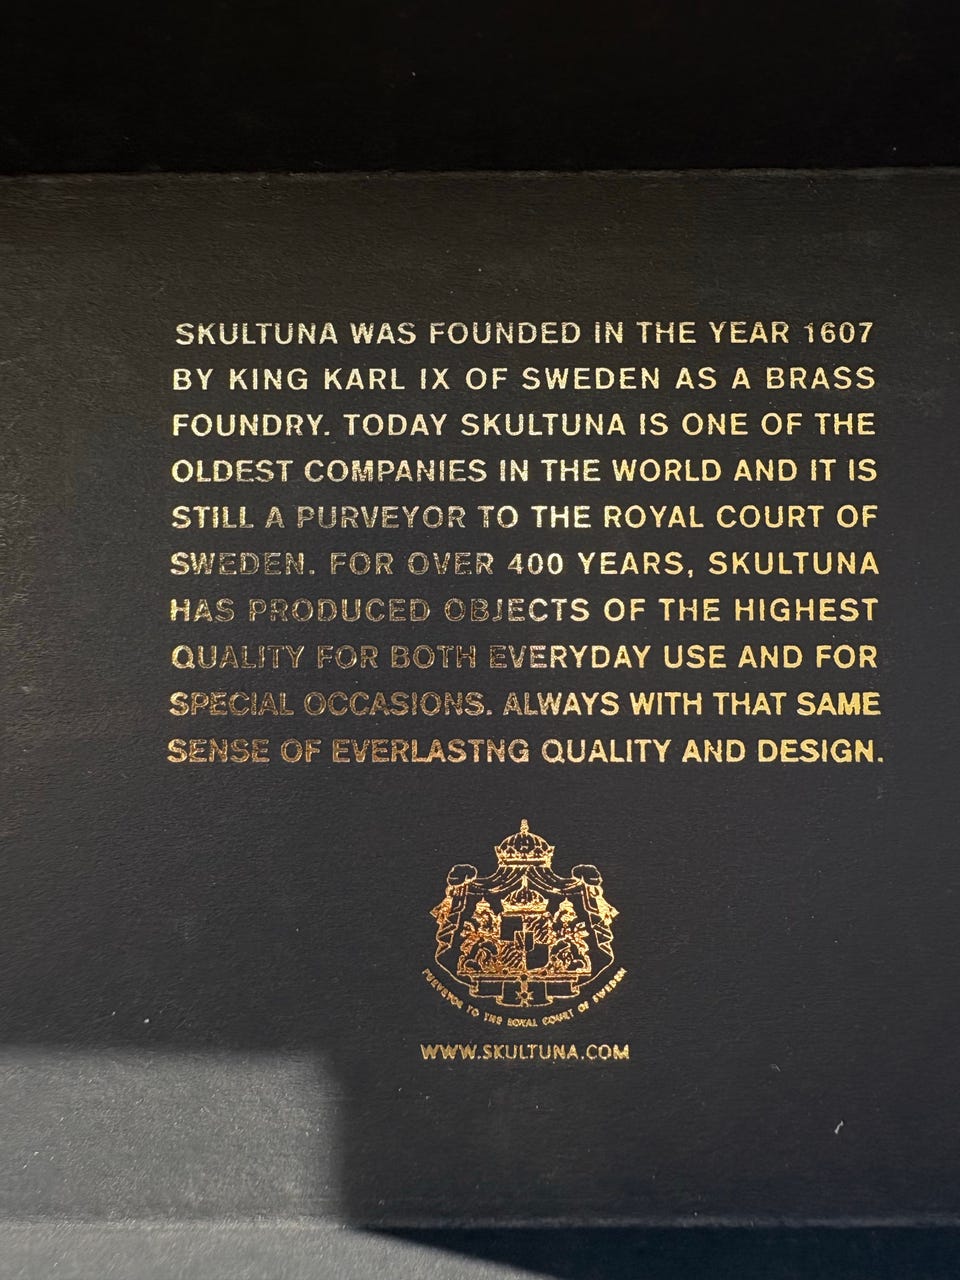 SKULTUNA WAS FOUNDED IN THE YEAR 1607
BY KING KARL IX OF SWEDEN AS A BRASS
FOUNDRY. TODAY SKULTUNA IS ONE OF THE
OLDEST COMPANIES IN THE WORLD AND IT IS
STILL A PURVEYOR TO THE ROYAL COURT OF
SWEDEN. FOR OVER 400 YEARS, SKULTUNA
HAS PRODUCED OBJECTS OF THE HIGHEST
QUALITY FOR BOTH EVERYDAY USE AND FOR
SPECIAL OCCASIONS. ALWAYS WITH THAT SAME
SENSE OF EVERLASTNG QUALITY AND DESIGN.
PURVEYOR TO THE ROYAL COURT OF SWEDEN
WWW.SKULTUNA.COM